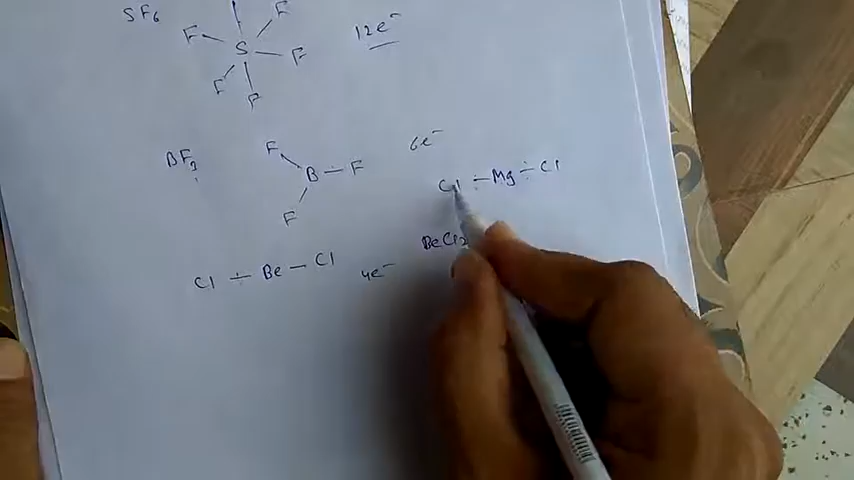 SF6
F
F
S
F
F
F
12e⁻
BF3
F
B — F
F
6e⁻
Cl ÷ Mg ÷ Cl
BeCl2
Cl ÷ Be — Cl
4e⁻